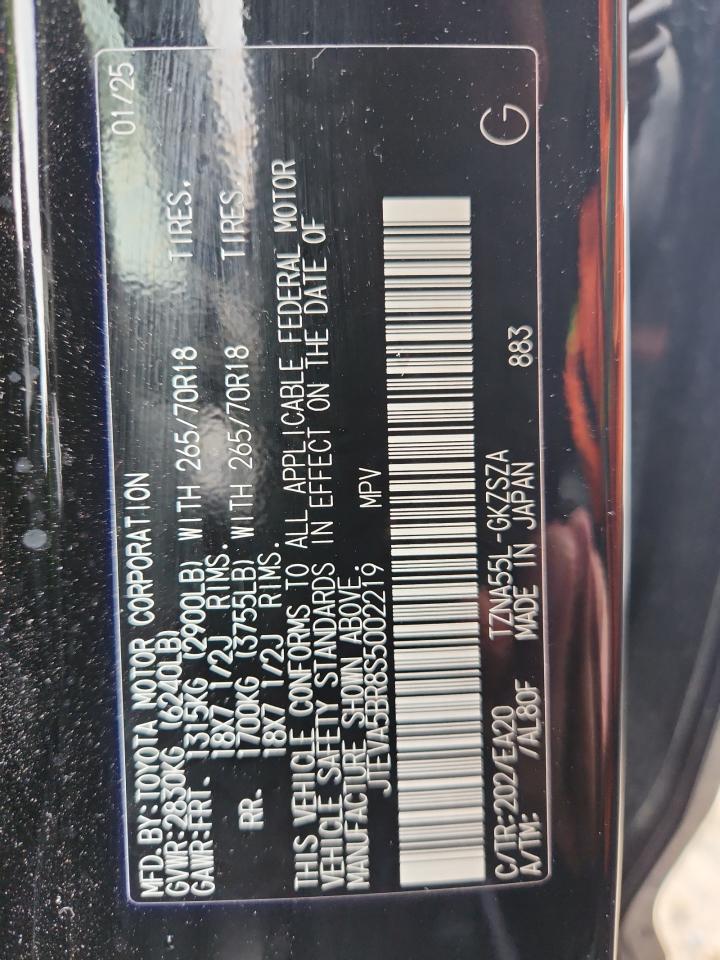 MFD.BY:TOYOTA MOTOR CORPORATION 01/25
GVWR:2830KG (6240LB)
GAWR:FRT. 1315KG (2900LB) WITH 265/70R18 TIRES.
18X7 1/2J RIMS.
RR. 1700KG (3755LB) WITH 265/70R18 TIRES.
18X7 1/2J RIMS.
THIS VEHICLE CONFORMS TO ALL APPLICABLE FEDERAL MOTOR
VEHICLE SAFETY STANDARDS IN EFFECT ON THE DATE OF
MANUFACTURE SHOWN ABOVE.
JTEVA5BR8S5002219 MPV
C/TR:202/EA20 TZNA55L-GKZSZA 883 G
A/TM: /AL80F MADE IN JAPAN